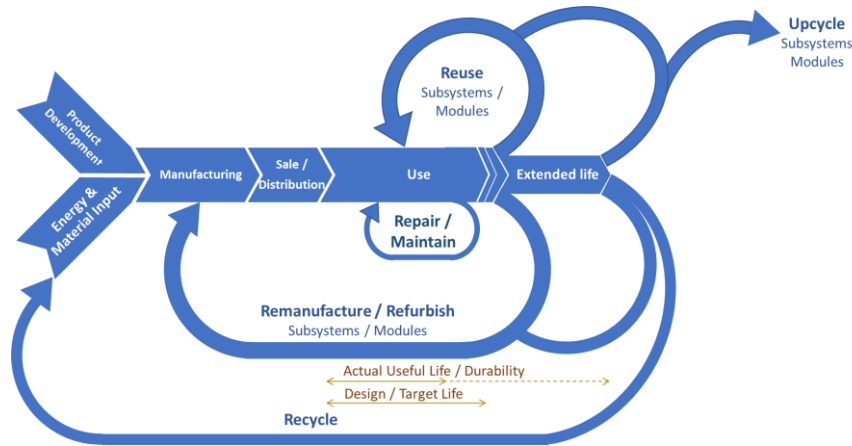 Upcycle
Subsystems
Modules
Reuse
Subsystems /
Modules
Product
Development
Energy &
Material Input
Manufacturing
Sale /
Distribution
Use
Extended life
Repair /
Maintain
Remanufacture / Refurbish
Subsystems / Modules
Actual Useful Life / Durability
Design / Target Life
Recycle